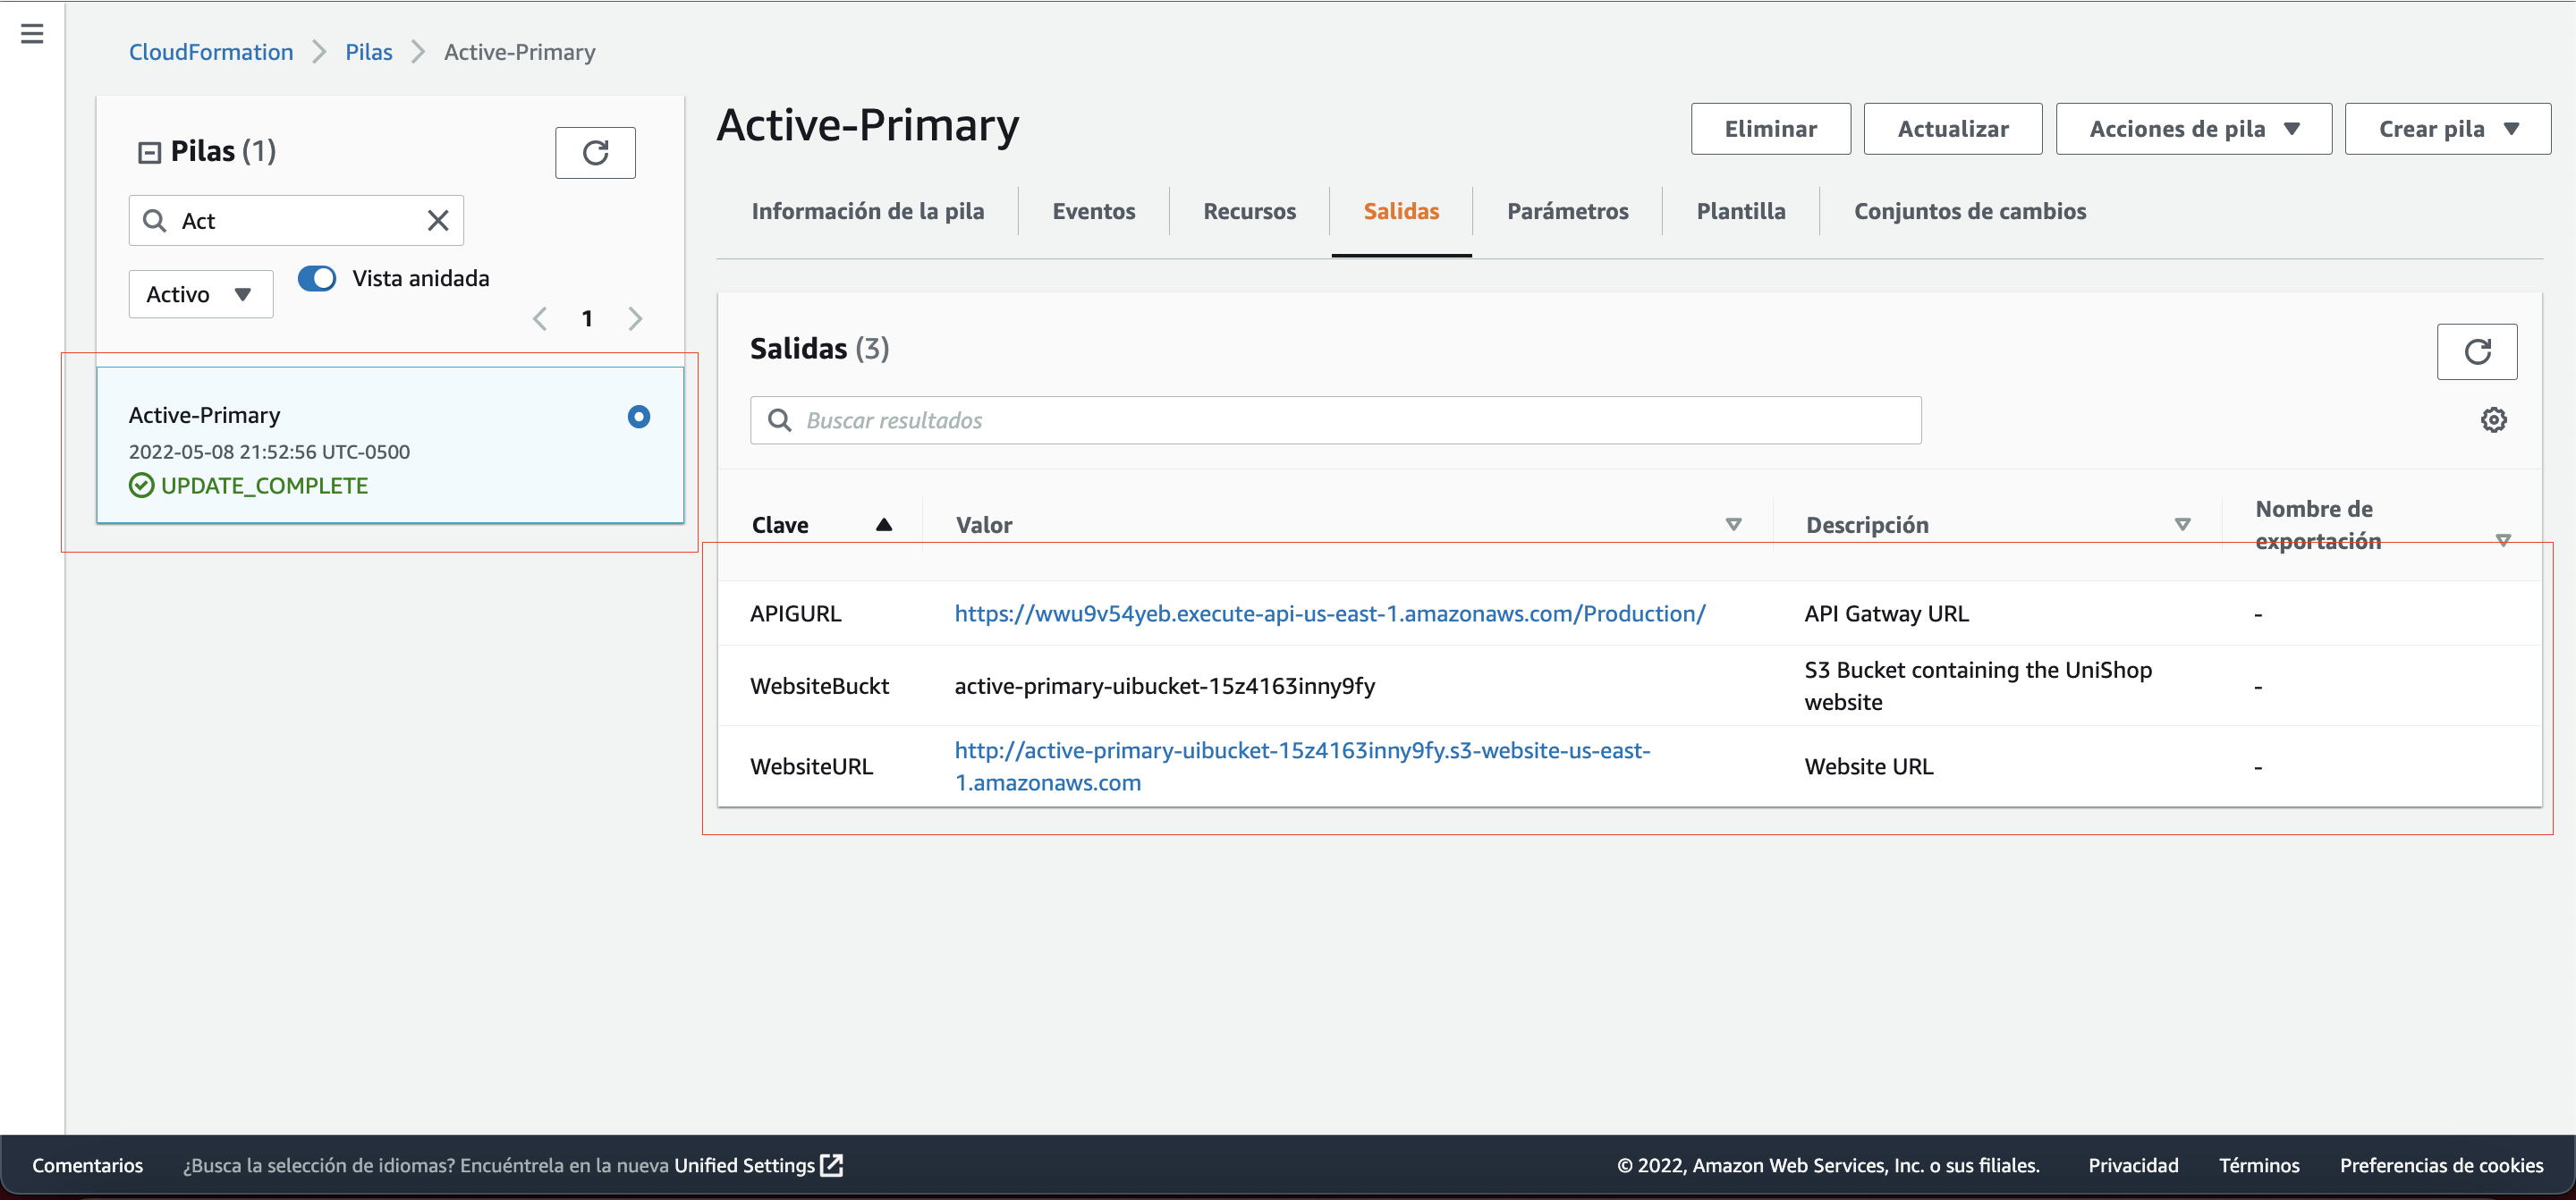 CloudFormation > Pilas > Active-Primary
Pilas (1)
Act
Activo
Vista anidada
1
Active-Primary
2022-05-08 21:52:56 UTC-0500
UPDATE_COMPLETE
Active-Primary
Eliminar
Actualizar
Acciones de pila
Crear pila
Información de la pila
Eventos
Recursos
Salidas
Parámetros
Plantilla
Conjuntos de cambios
Salidas (3)
Buscar resultados
Clave
Valor
Descripción
Nombre de
exportación
APIGURL
https://wwu9v54yeb.execute-api-us-east-1.amazonaws.com/Production/
API Gatway URL
-
WebsiteBuckt
active-primary-uibucket-15z4163inny9fy
S3 Bucket containing the UniShop
website
-
WebsiteURL
http://active-primary-uibucket-15z4163inny9fy.s3-website-us-east-
1.amazonaws.com
Website URL
-
Comentarios
¿Busca la selección de idiomas? Encuéntrela en la nueva Unified Settings
© 2022, Amazon Web Services, Inc. o sus filiales.
Privacidad
Términos
Preferencias de cookies